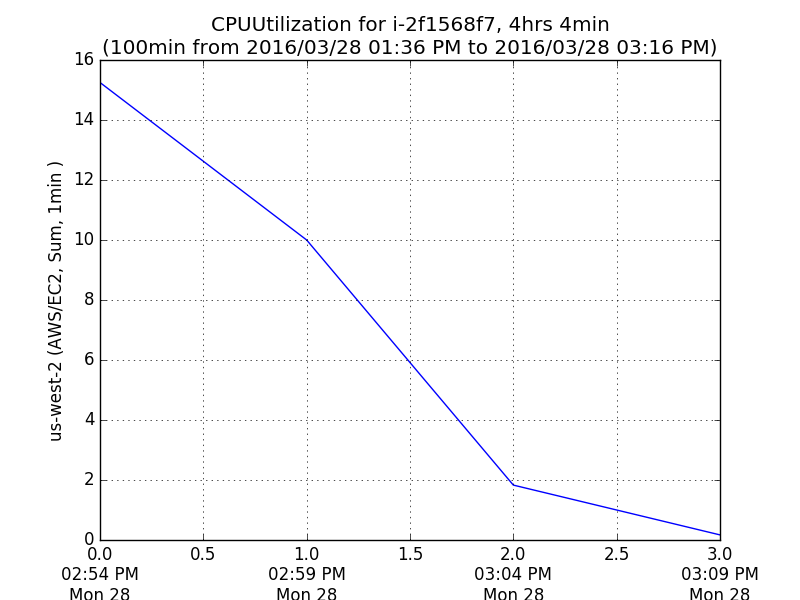 CPUUtilization for i-2f1568f7, 4hrs 4min
(100min from 2016/03/28 01:36 PM to 2016/03/28 03:16 PM)
us-west-2 (AWS/EC2, Sum, 1min )
16
14
12
10
8
6
4
2
0
0.0 0.5 1.0 1.5 2.0 2.5 3.0
02:54 PM 02:59 PM 03:04 PM 03:09 PM
Mon 28 Mon 28 Mon 28 Mon 28